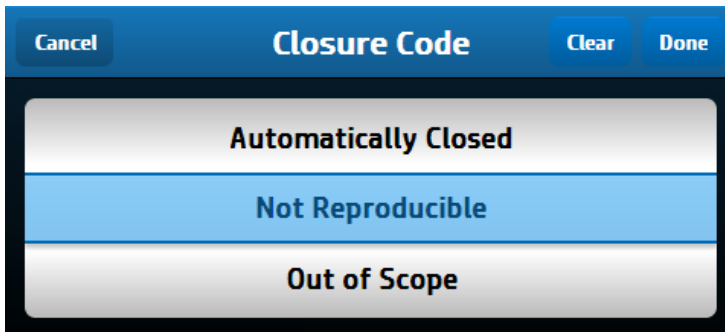 Cancel Closure Code Clear Done
Automatically Closed
Not Reproducible
Out of Scope